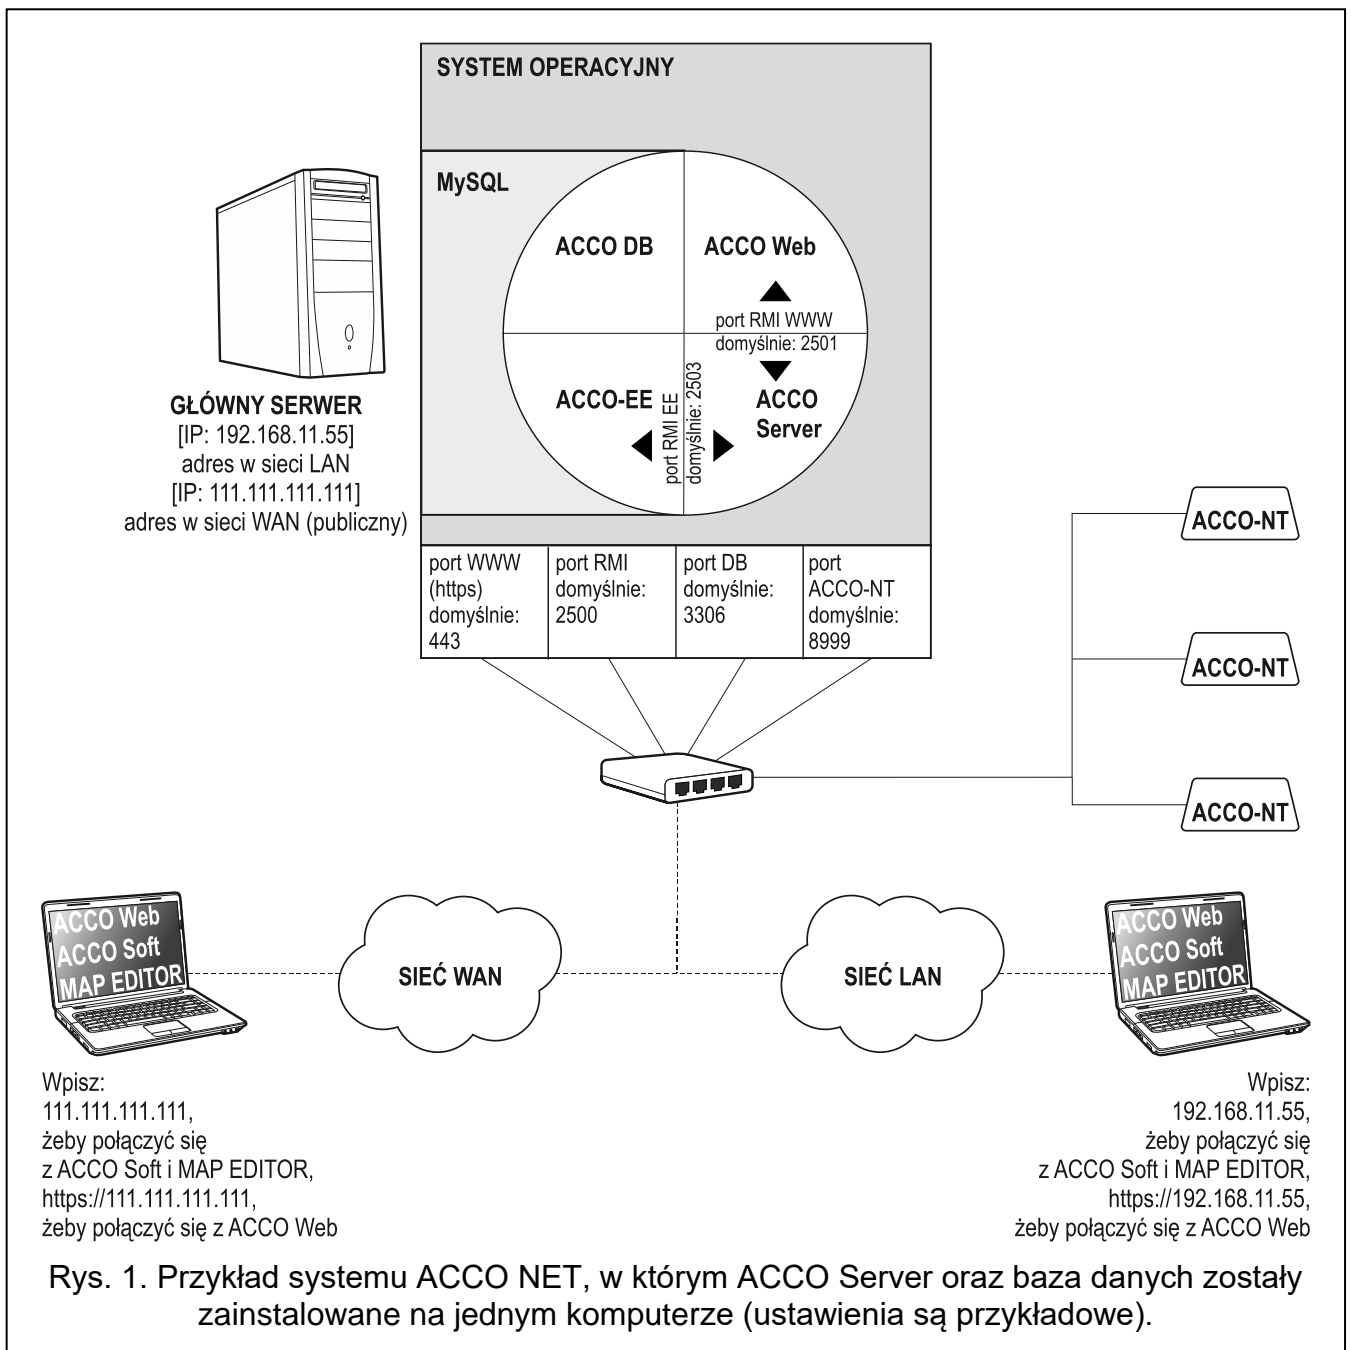 SYSTEM OPERACYJNY
MySQL
ACCO DB
ACCO Web
port RMI WWW
domyślnie: 2501
ACCO-EE
port RMI EE
domyślnie: 2503
ACCO
Server
GŁÓWNY SERWER
[IP: 192.168.11.55]
adres w sieci LAN
[IP: 111.111.111.111]
adres w sieci WAN (publiczny)
port WWW
(https)
domyślnie:
443
port RMI
domyślnie:
2500
port DB
domyślnie:
3306
port
ACCO-NT
domyślnie:
8999
ACCO-NT
ACCO-NT
ACCO-NT
ACCO Web
ACCO Soft
MAP EDITOR
SIEĆ WAN
SIEĆ LAN
ACCO Web
ACCO Soft
MAP EDITOR
Wpisz:
111.111.111.111,
żeby połączyć się
z ACCO Soft i MAP EDITOR,
https://111.111.111.111,
żeby połączyć się z ACCO Web
Wpisz:
192.168.11.55,
żeby połączyć się
z ACCO Soft i MAP EDITOR,
https://192.168.11.55,
żeby połączyć się z ACCO Web
Rys. 1. Przykład systemu ACCO NET, w którym ACCO Server oraz baza danych zostały
zainstalowane na jednym komputerze (ustawienia są przykładowe).